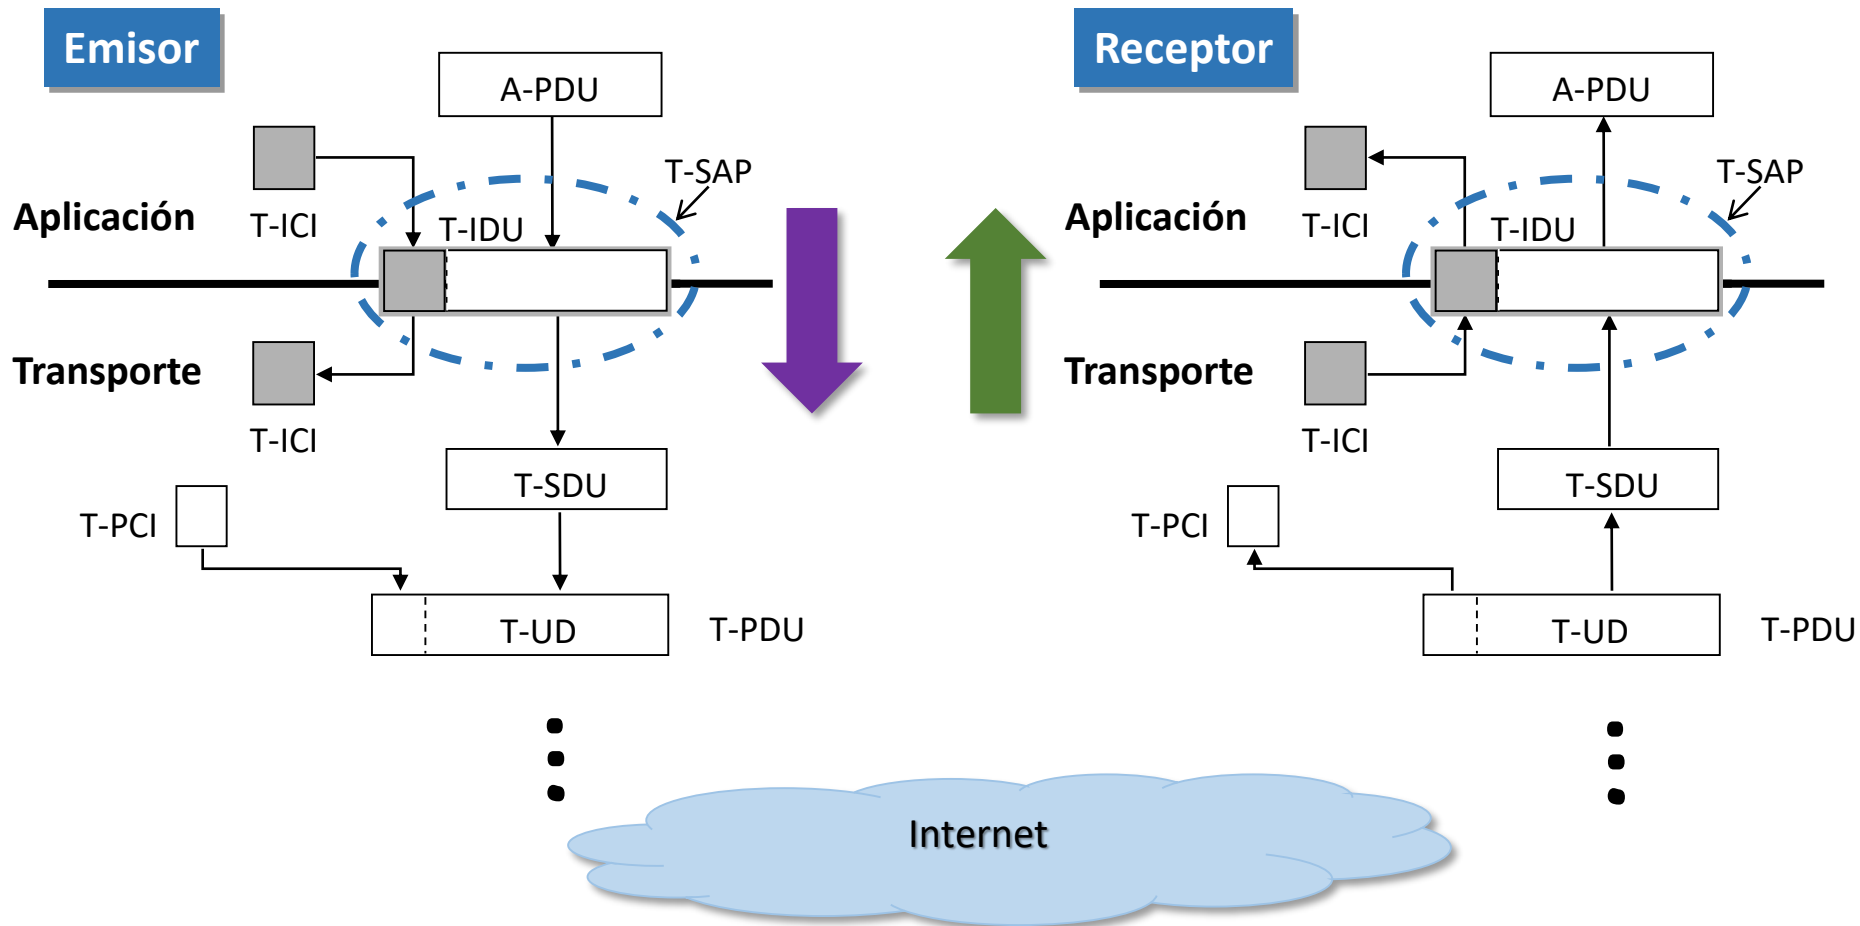 Emisor
A-PDU
T-SAP
T-ICI
Aplicación
T-IDU
Transporte
T-ICI
T-SDU
T-PCI
T-UD
T-PDU
Receptor
A-PDU
T-SAP
T-ICI
Aplicación
T-IDU
Transporte
T-ICI
T-SDU
T-PCI
T-UD
T-PDU
Internet